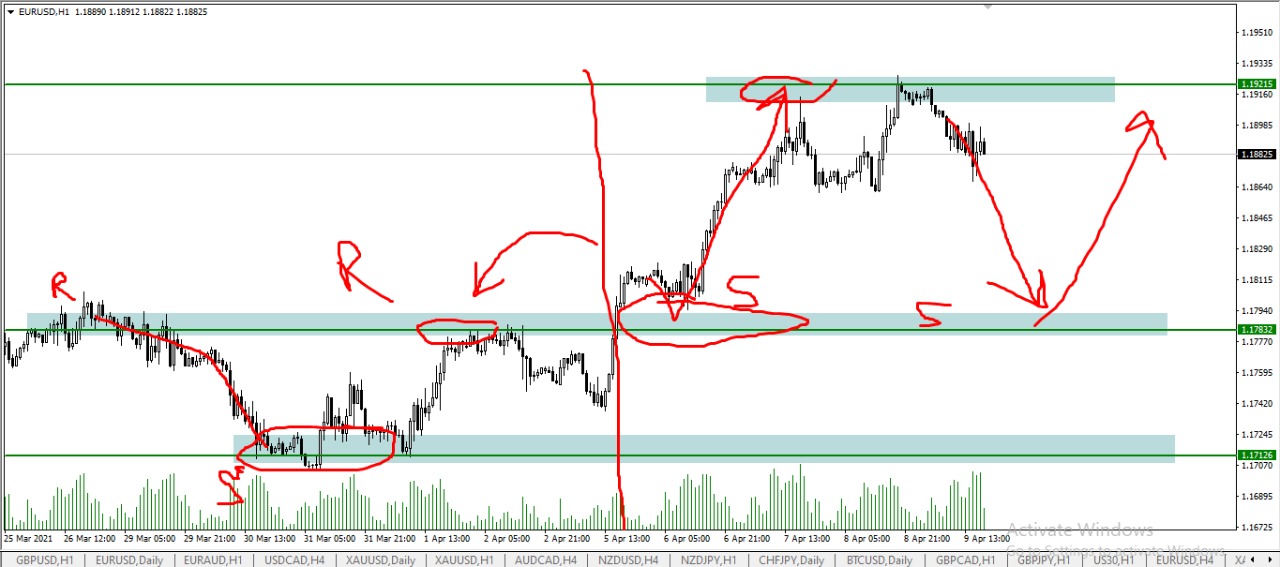 EURUSD,H1 1.18890 1.18912 1.18822 1.18825
1.19510
1.19335
1.19215
1.19160
1.18985
1.18825
1.18640
1.18465
1.18290
1.18115
1.17940
1.17832
1.17770
1.17595
1.17420
1.17245
1.17126
1.17070
1.16895
1.16725
R
R
S
S
S
25 Mar 2021 26 Mar 12:00 29 Mar 05:00 29 Mar 21:00 30 Mar 13:00 31 Mar 05:00 31 Mar 21:00 1 Apr 13:00 2 Apr 05:00 2 Apr 21:00 5 Apr 13:00 6 Apr 05:00 6 Apr 21:00 7 Apr 13:00 8 Apr 05:00 8 Apr 21:00 9 Apr 13:00
Activate Windows
Go to Settings to activate Windows.
GBPUSD,H1 EURUSD,Daily EURAUD,H1 USDCAD,H4 XAUUSD,Daily XAUUSD,H1 AUDCAD,H4 NZDUSD,H4 NZDJPY,H1 CHFJPY,Daily BTCUSD,Daily GBPCAD,H1 GBPJPY,H1 US30,H1 EURUSD,H4 XA